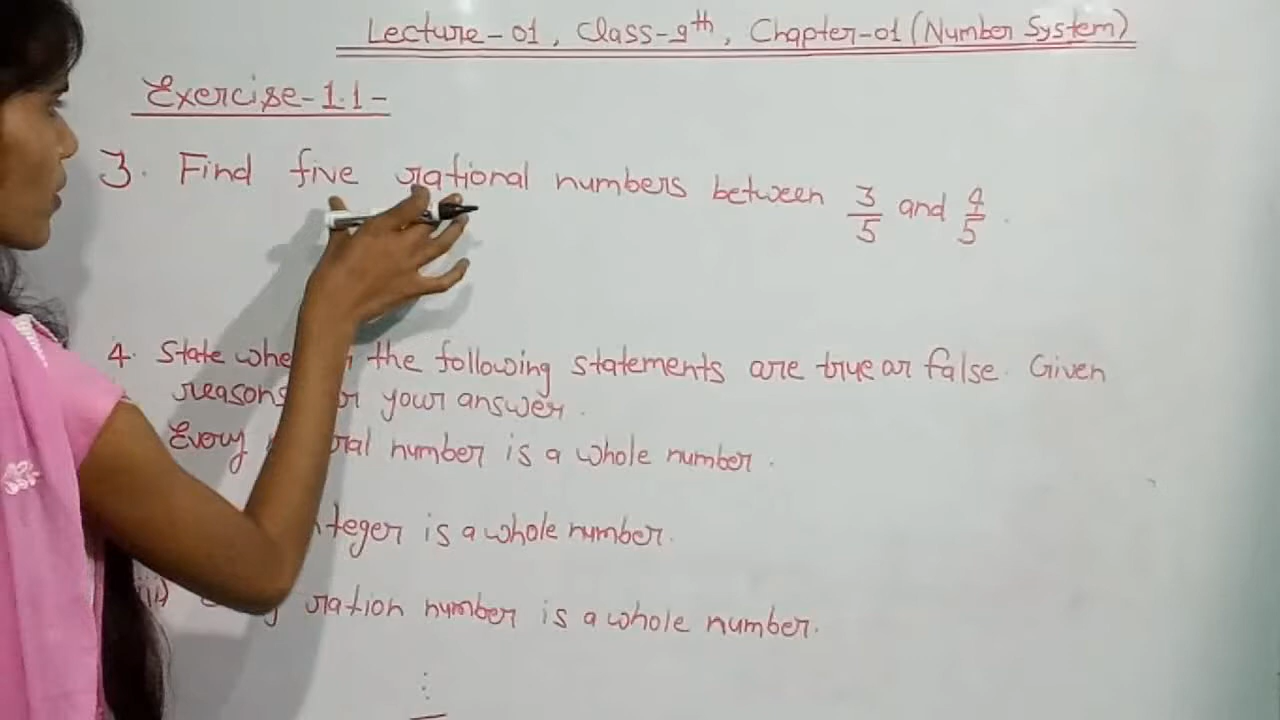 Lecture-01, Class-9th, Chapter-01 (Number System)
Exercise-1.1-
3. Find five rational numbers between 3/5 and 4/5.
4. State the following statements are true or false. Given
reasons your answer.
Every number is a whole number.
is a whole number.
iii) ration number is a whole number.